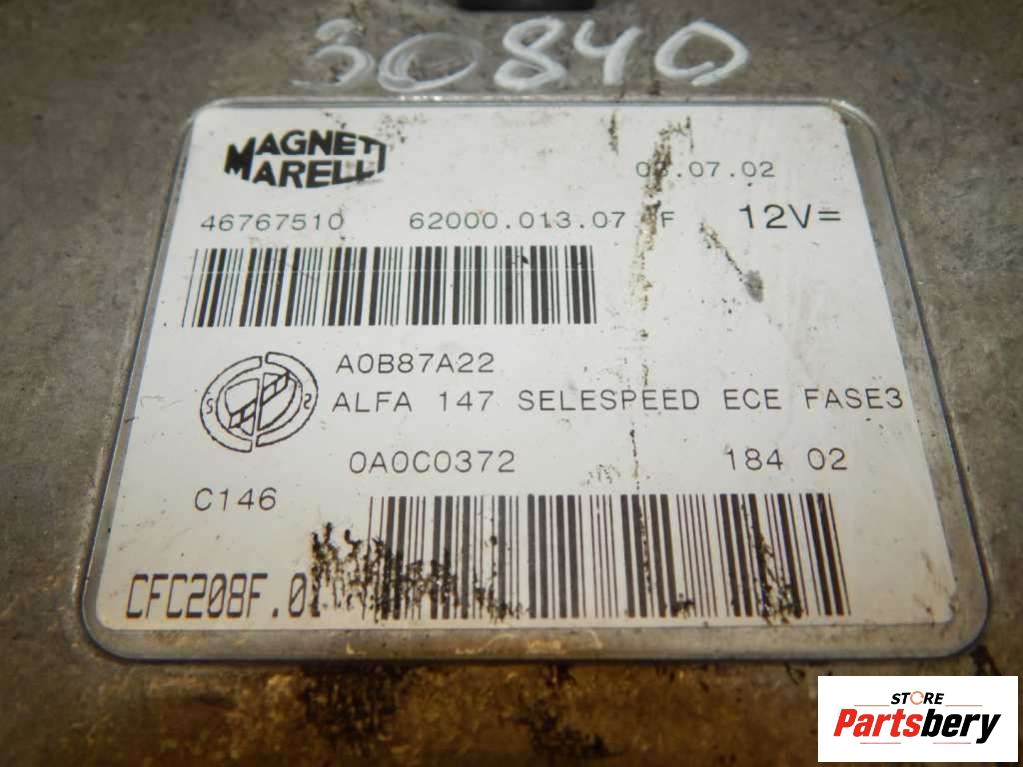 30840
MAGNETI
MARELLI
.07.02
46767510 62000.013.07 F 12V=
A0B87A22
ALFA 147 SELESPEED ECE FASE3
0A0C0372 184 02
C146
CFC208F.0
STORE
Partsbery